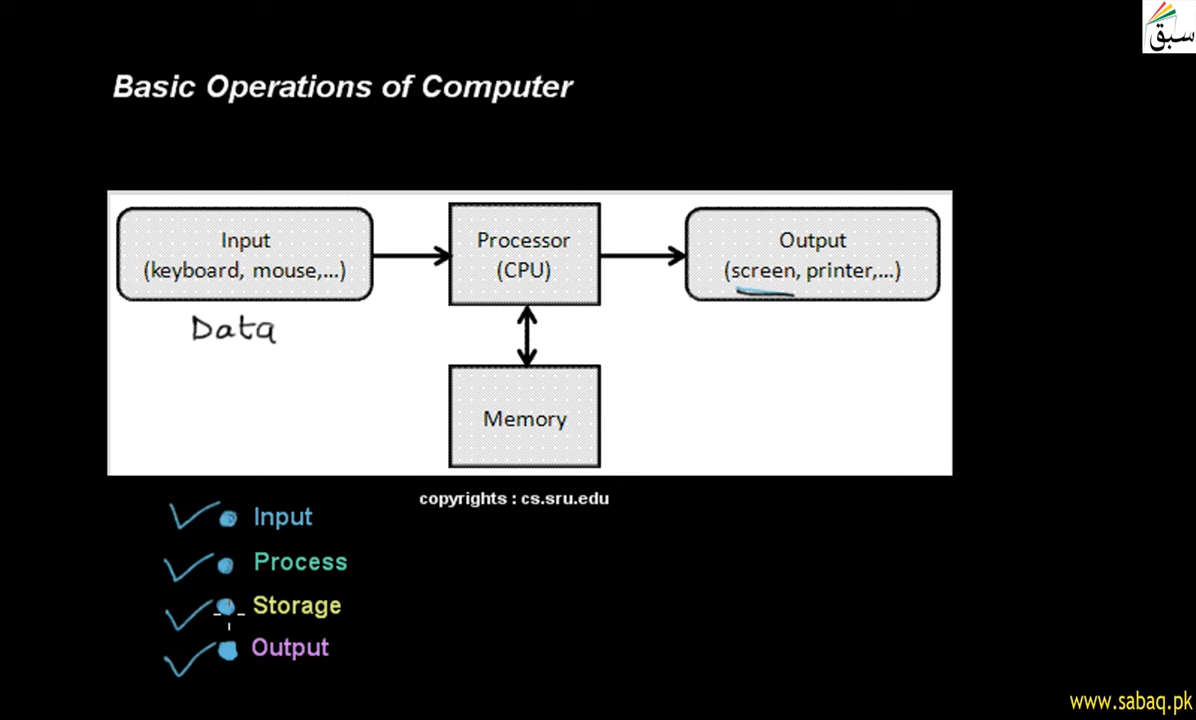 سبق
Basic Operations of Computer
Input
(keyboard, mouse,...)
Processor
(CPU)
Output
(screen, printer,...)
Data
Memory
copyrights : cs.sru.edu
Input
Process
Storage
Output
www.sabaq.pk